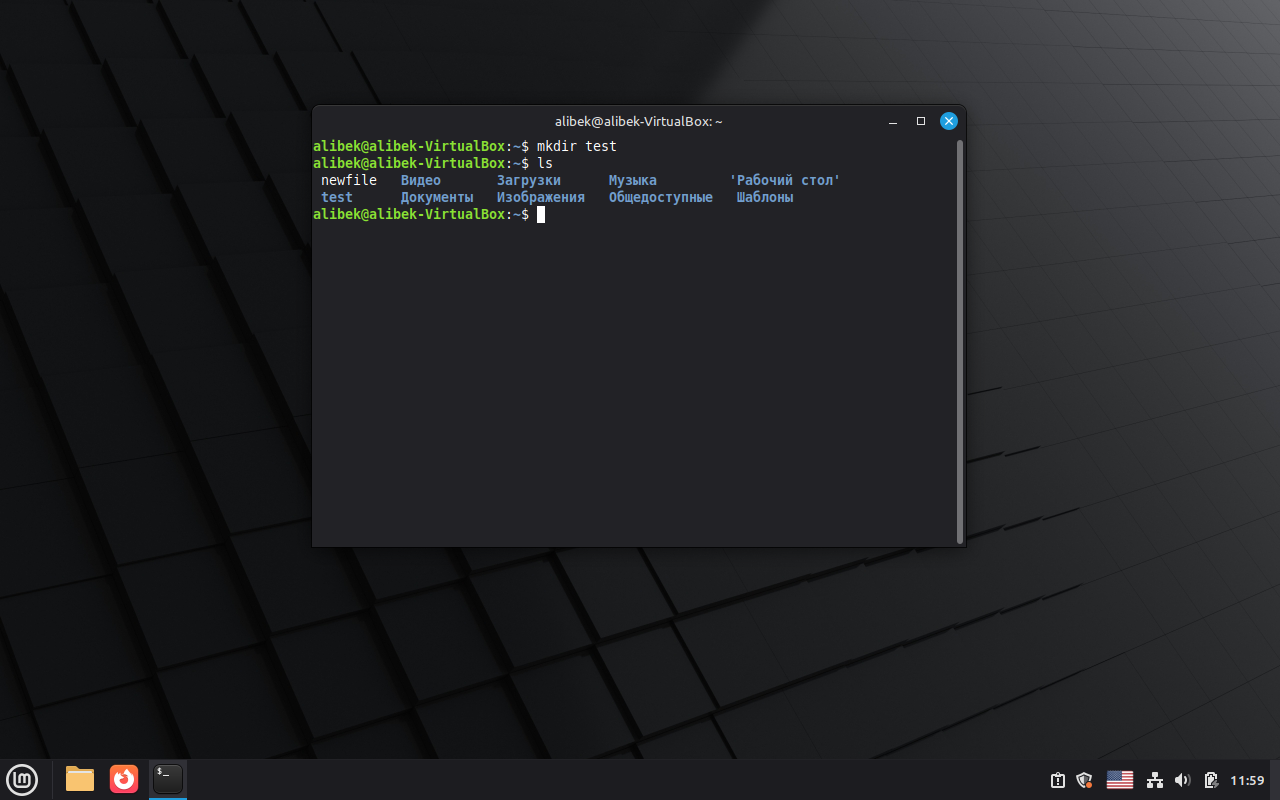 alibek@alibek-VirtualBox: ~
alibek@alibek-VirtualBox:~$ mkdir test
alibek@alibek-VirtualBox:~$ ls
newfile Видео Загрузки Музыка 'Рабочий стол'
test Документы Изображения Общедоступные Шаблоны
alibek@alibek-VirtualBox:~$
$_
11:59